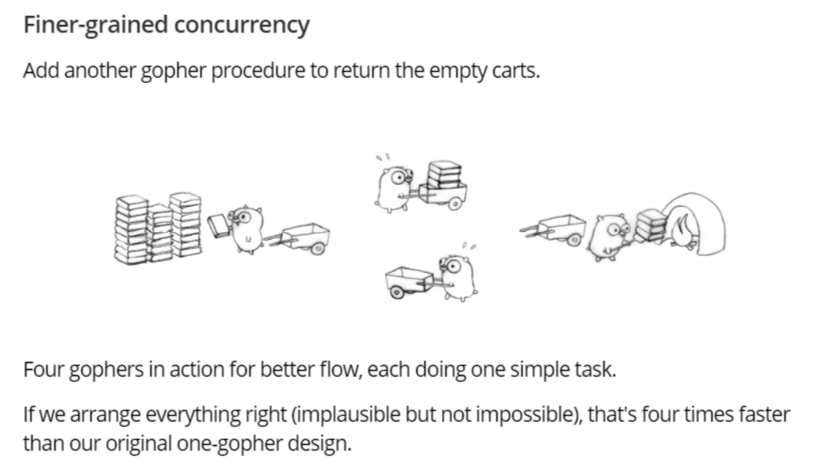 Finer-grained concurrency
Add another gopher procedure to return the empty carts.
Four gophers in action for better flow, each doing one simple task.
If we arrange everything right (implausible but not impossible), that's four times faster
than our original one-gopher design.